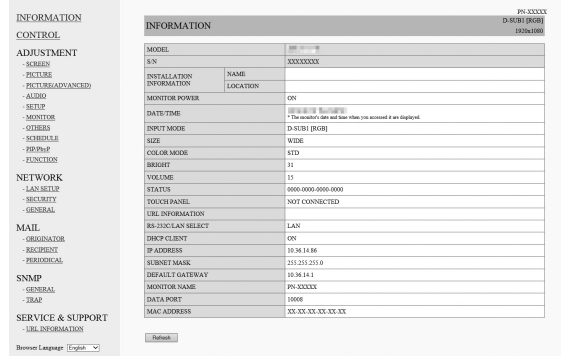 INFORMATION
CONTROL
ADJUSTMENT
- SCREEN
- PICTURE
- PICTURE(ADVANCED)
- AUDIO
- SETUP
- MONITOR
- OTHERS
- SCHEDULE
- PIP/PbyP
- FUNCTION
NETWORK
- LAN SETUP
- SECURITY
- GENERAL
MAIL
- ORIGINATOR
- RECIPIENT
- PERIODICAL
SNMP
- GENERAL
- TRAP
SERVICE & SUPPORT
- URL INFORMATION
Browser Language English
PN-XXXXX
INFORMATION
D-SUB1 [RGB]
1920x1080
MODEL
S/N XXXXXXXX
INSTALLATION INFORMATION
NAME
LOCATION
MONITOR POWER ON
DATE/TIME
* The monitor's date and time when you accessed it are displayed.
INPUT MODE D-SUB1 [RGB]
SIZE WIDE
COLOR MODE STD
BRIGHT 31
VOLUME 15
STATUS 0000-0000-0000-0000
TOUCH PANEL NOT CONNECTED
URL INFORMATION
RS-232C/LAN SELECT LAN
DHCP CLIENT ON
IP ADDRESS 10.36.14.86
SUBNET MASK 255.255.255.0
DEFAULT GATEWAY 10.36.14.1
MONITOR NAME PN-XXXXX
DATA PORT 10008
MAC ADDRESS XX-XX-XX-XX-XX-XX
Refresh